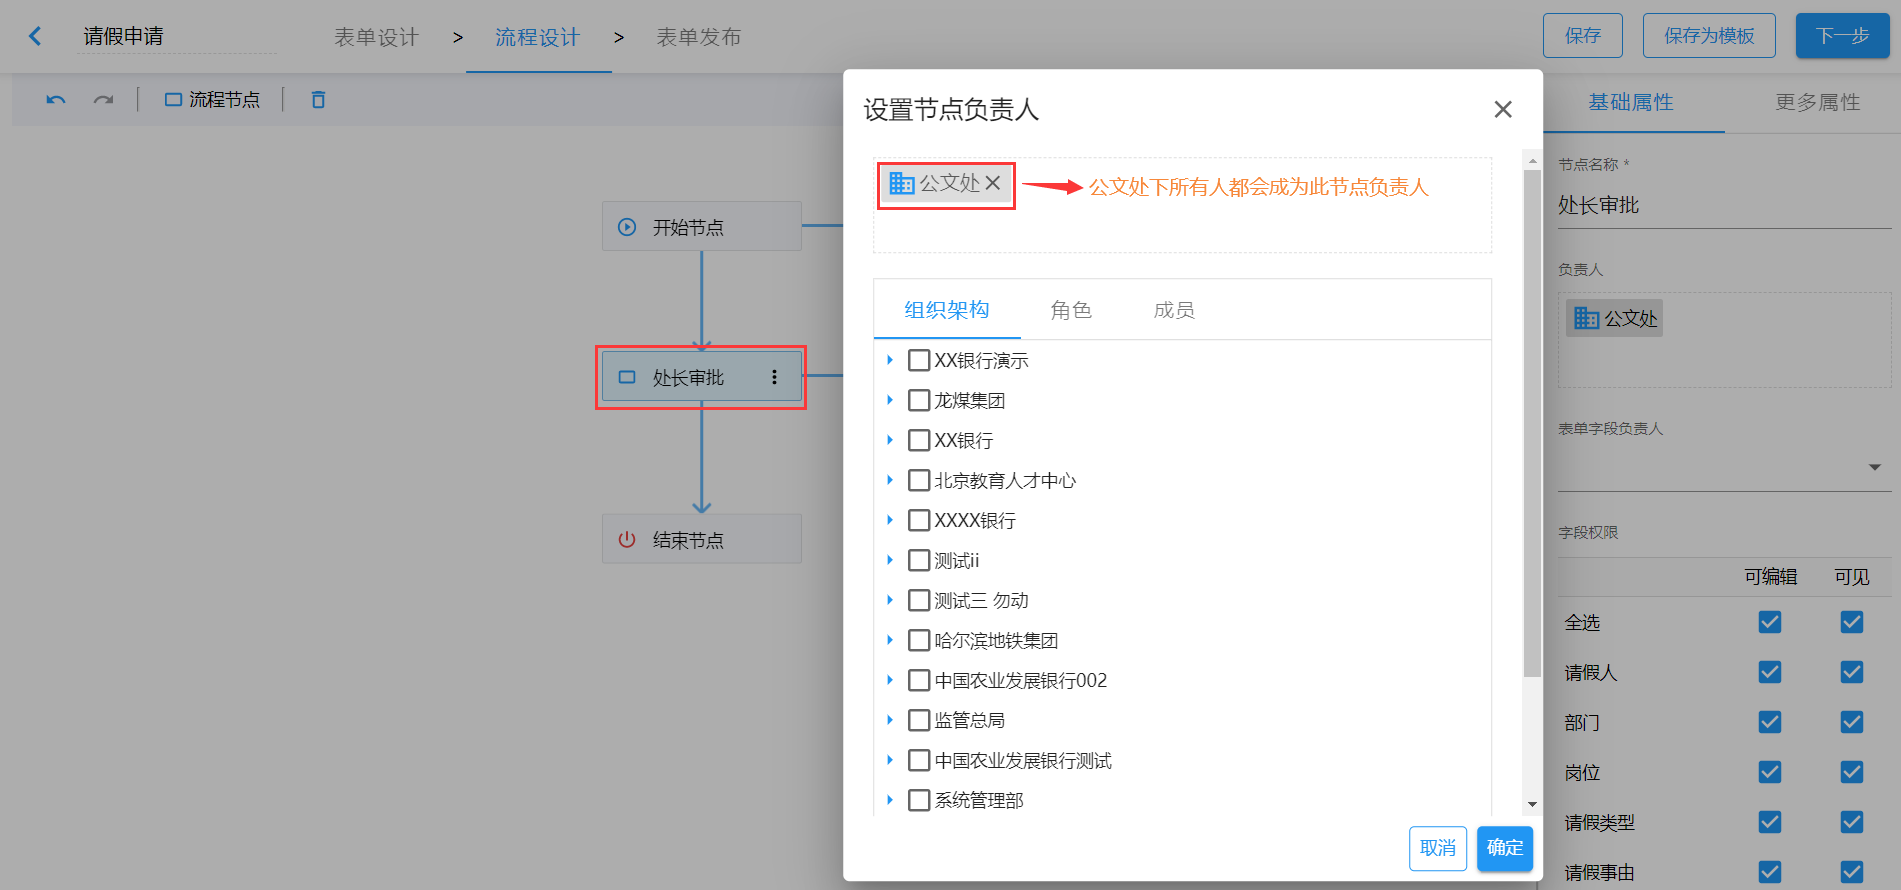 请假申请
表单设计 > 流程设计 > 表单发布
保存
保存为模板
下一步
流程节点
开始节点
处长审批
结束节点
设置节点负责人
公文处
公文处下所有人都会成为此节点负责人
组织架构 角色 成员
XX银行演示
龙煤集团
XX银行
北京教育人才中心
XXXX银行
测试ii
测试三 勿动
哈尔滨地铁集团
中国农业发展银行002
监管总局
中国农业发展银行测试
系统管理部
取消 确定
基础属性 更多属性
节点名称 *
处长审批
负责人
公文处
表单字段负责人
字段权限
可编辑 可见
全选
请假人
部门
岗位
请假类型
请假事由